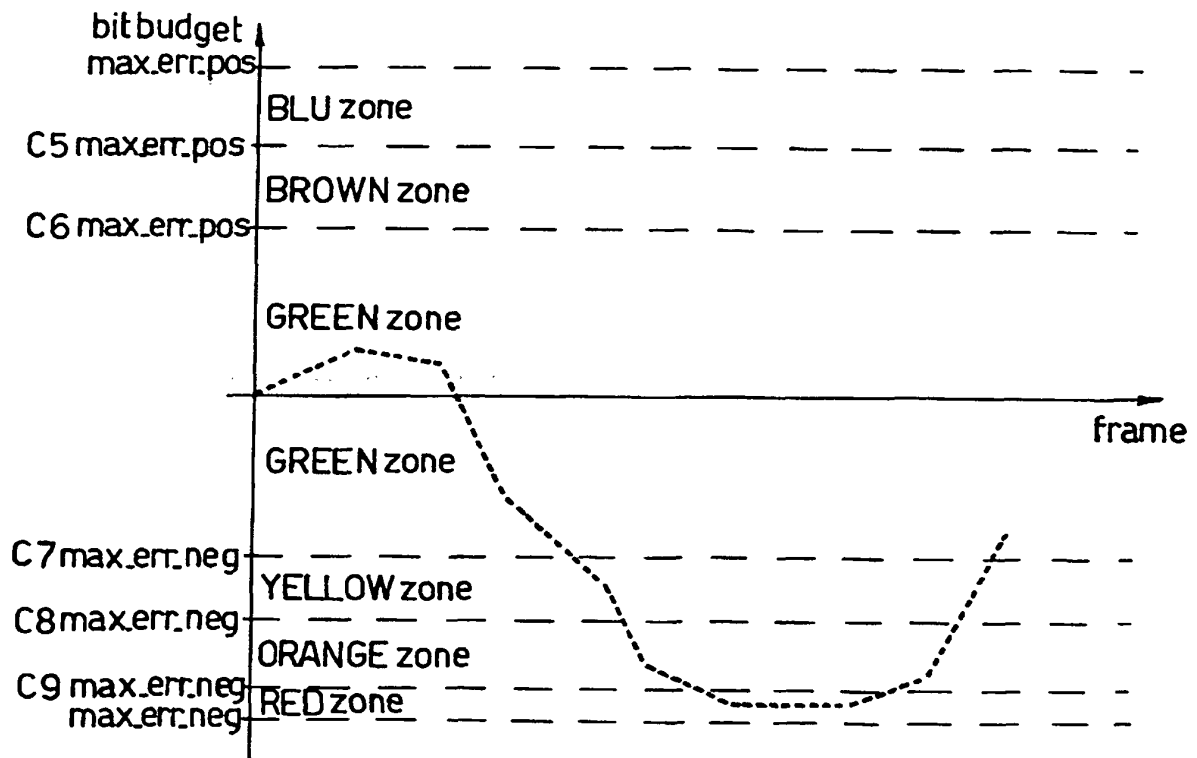 bit budget
max_err_pos
BLU zone
C5 max_err_pos
BROWN zone
C6 max_err_pos
GREEN zone
frame
GREEN zone
C7 max_err_neg
YELLOW zone
C8 max_err_neg
ORANGE zone
C9 max_err_neg
RED zone
max_err_neg